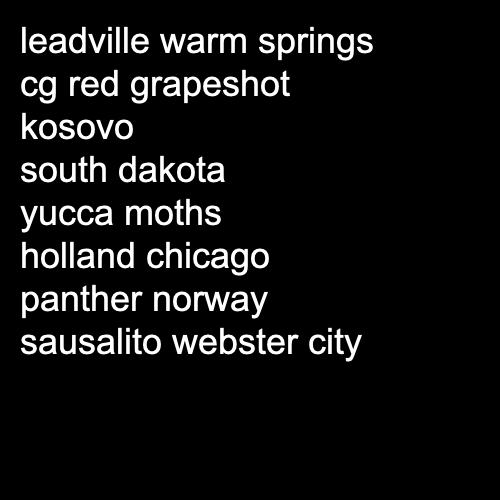 leadville warm springs
cg red grapeshot
kosovo
south dakota
yucca moths
holland chicago
panther norway
sausalito webster city